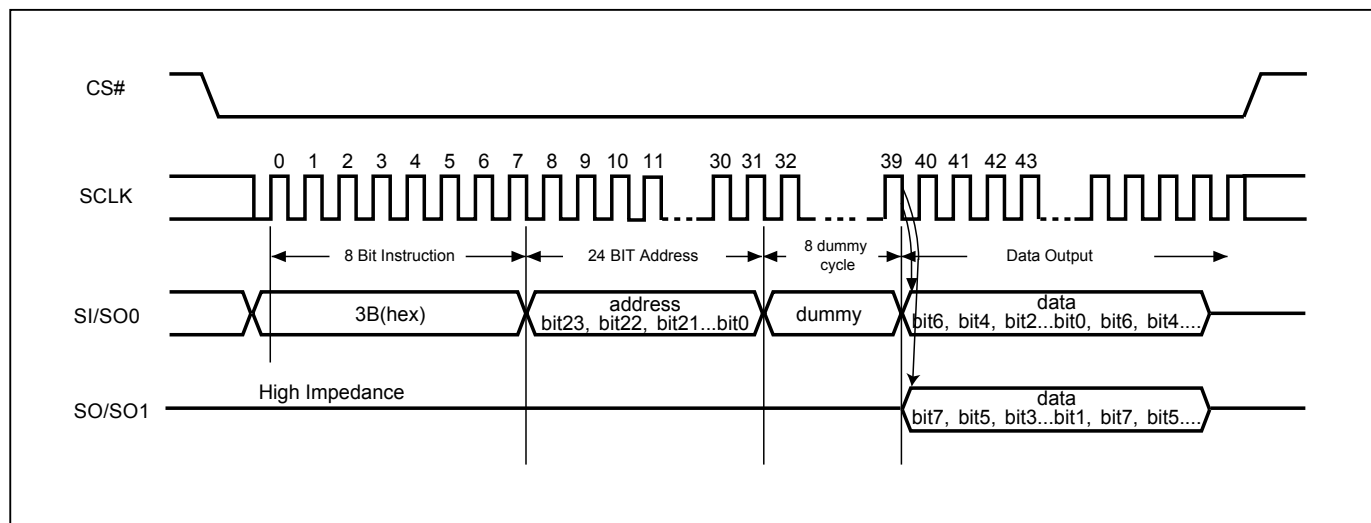 CS#
0 1 2 3 4 5 6 7 8 9 10 11 30 31 32 39 40 41 42 43
SCLK
8 Bit Instruction
24 BIT Address
8 dummy
cycle
Data Output
SI/SO0
3B(hex)
address
bit23, bit22, bit21...bit0
dummy
data
bit6, bit4, bit2...bit0, bit6, bit4....
High Impedance
SO/SO1
data
bit7, bit5, bit3...bit1, bit7, bit5....